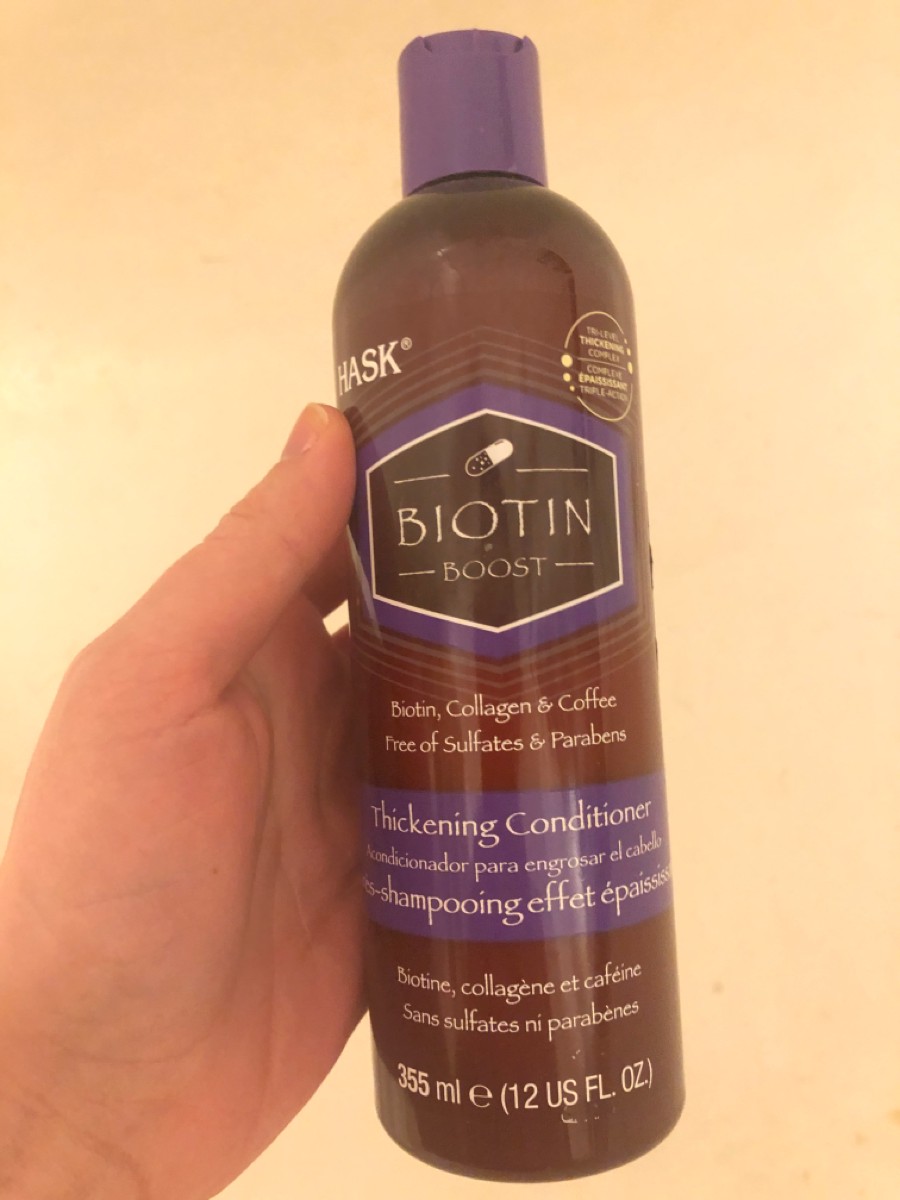 HASK®
TRI-LEVEL
THICKENING
COMPLEX
COMPLEXE
ÉPAISSISSANT
TRIPLE-ACTION
BIOTIN
BOOST
Biotin, Collagen & Coffee
Free of Sulfates & Parabens
Thickening Conditioner
Acondicionador para engrosar el cabello
-shampooing effet
Biotine, collagène et caféine
Sans sulfates ni parabènes
355 ml e (12 US FL. OZ.)